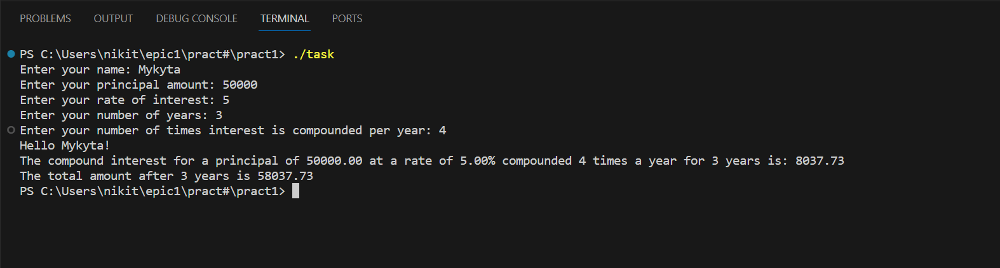 PROBLEMS OUTPUT DEBUG CONSOLE TERMINAL PORTS
PS C:\Users\nikit\epic1\pract#\pract1> ./task
Enter your name: Mykyta
Enter your principal amount: 50000
Enter your rate of interest: 5
Enter your number of years: 3
Enter your number of times interest is compounded per year: 4
Hello Mykyta!
The compound interest for a principal of 50000.00 at a rate of 5.00% compounded 4 times a year for 3 years is: 8037.73
The total amount after 3 years is 58037.73
PS C:\Users\nikit\epic1\pract#\pract1>